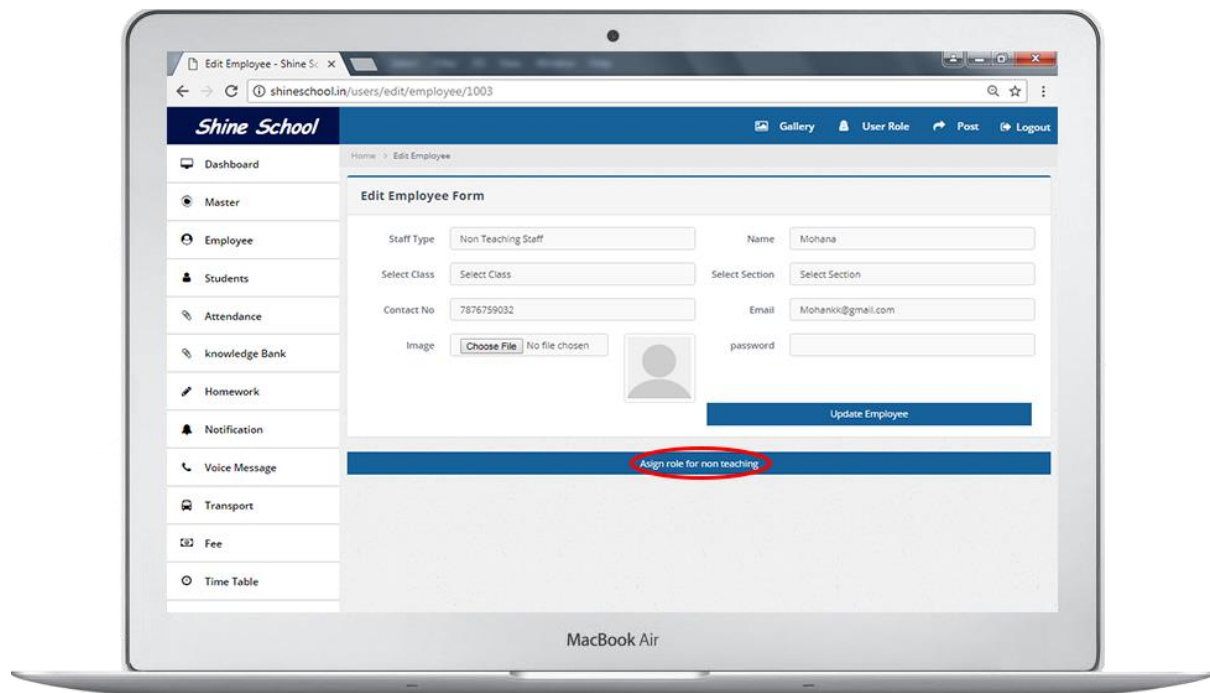 Edit Employee - Shine Sc
shineschool.in/users/edit/employee/1003
Shine School
Gallery
User Role
Post
Logout
Dashboard
Master
Employee
Students
Attendance
knowledge Bank
Homework
Notification
Voice Message
Transport
Fee
Time Table
Home > Edit Employee
Edit Employee Form
Staff Type Non Teaching Staff Name Mohana
Select Class Select Class Select Section Select Section
Contact No 7876759032 Email Mohankk@gmail.com
Image Choose File No file chosen password
Update Employee
Asign role for non teaching
MacBook Air